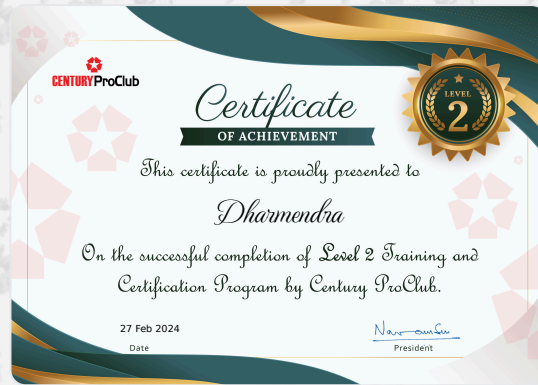 CENTURY ProClub
Certificate
OF ACHIEVEMENT
LEVEL
2
This certificate is proudly presented to
Dharmendra
On the successful completion of Level 2 Training and
Certification Program by Century ProClub.
27 Feb 2024
Date
President